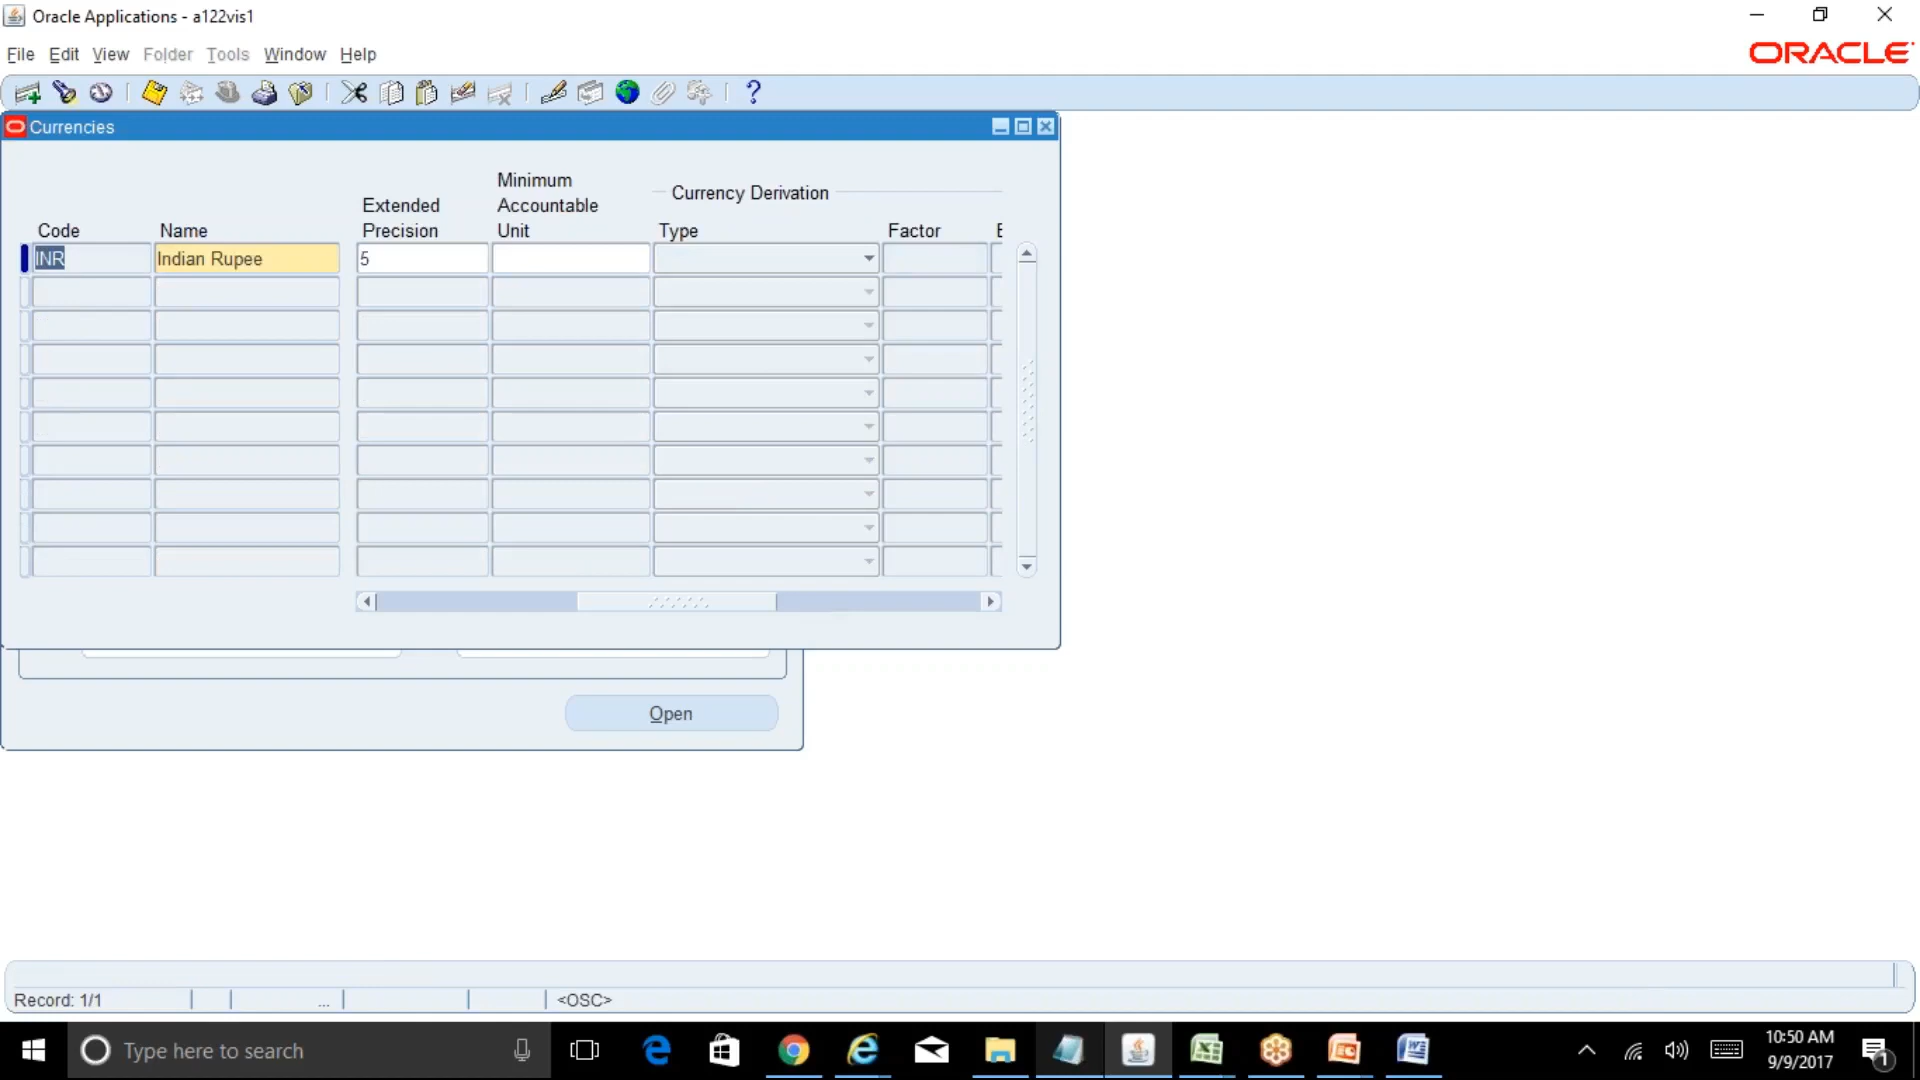 Oracle Applications - a122vis1
File Edit View Folder Tools Window Help
ORACLE
Currencies
Minimum
Currency Derivation
Extended Accountable
Code Name Precision Unit Type Factor E
INR Indian Rupee 5
Open
Record: 1/1 ... <OSC>
Type here to search
10:50 AM
9/9/2017
1